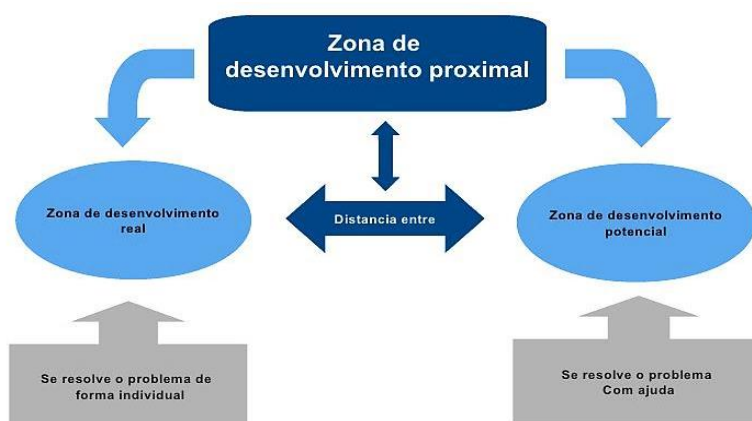 Zona de
desenvolvimento proximal
Zona de desenvolvimento
real
Distancia entre
Zona de desenvolvimento
potencial
Se resolve o problema de
forma individual
Se resolve o problema
Com ajuda